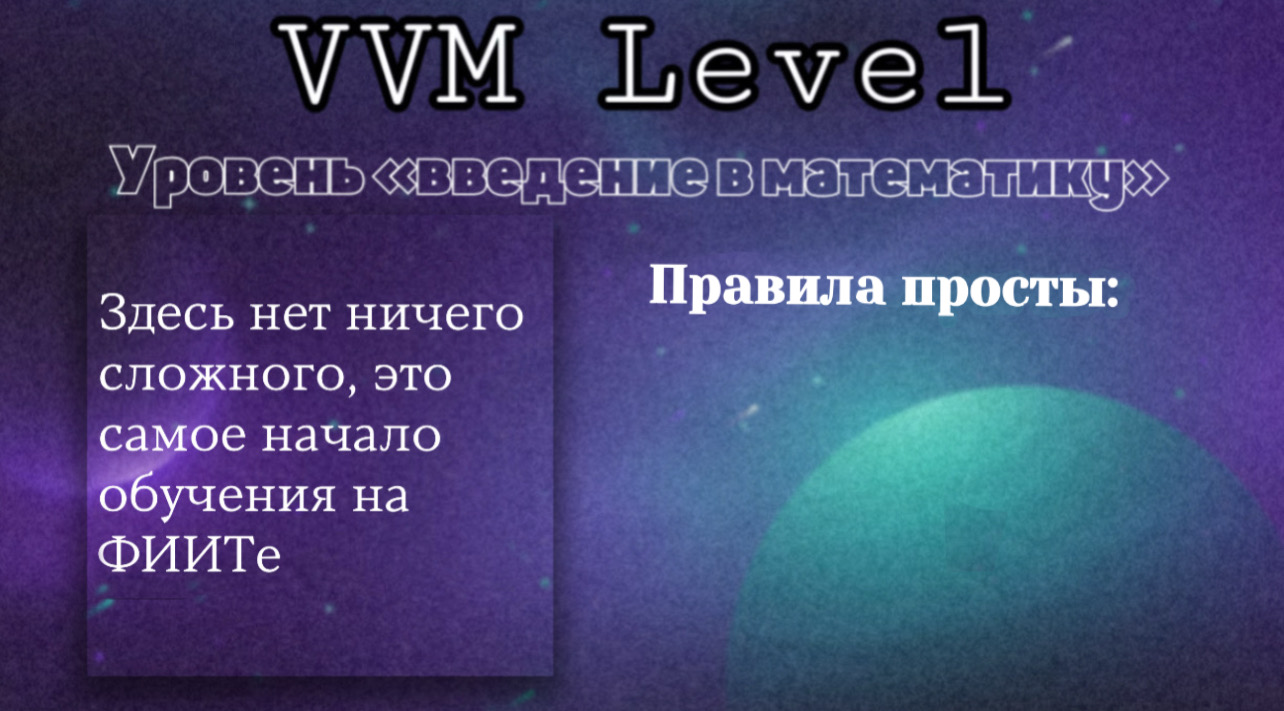 VVM Level
Уровень «введение в математику»
Здесь нет ничего
сложного, это
самое начало
обучения на
ФИИТе
Правила просты: